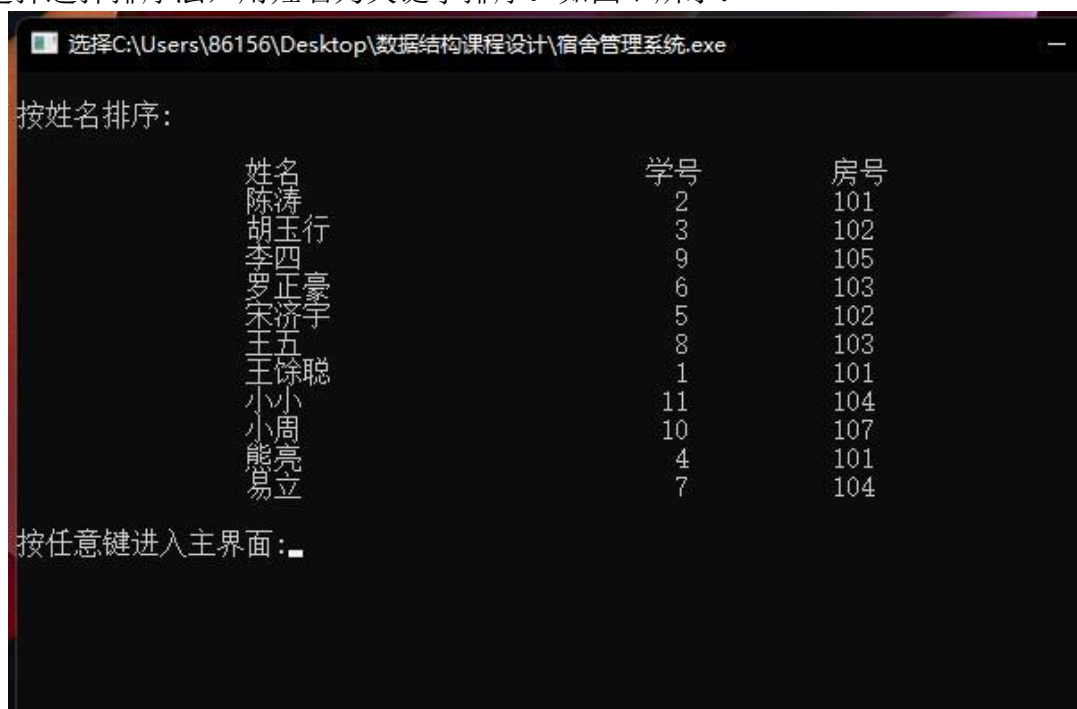 选择C:\Users\86156\Desktop\数据结构课程设计\宿舍管理系统.exe
按姓名排序:
姓名 学号 房号
陈涛 2 101
胡玉行 3 102
李四 9 105
罗正豪 6 103
宋济宇 5 102
王五 8 103
王馀聪 1 101
小小 11 104
小周 10 107
熊亮 4 101
易立 7 104
按任意键进入主界面: